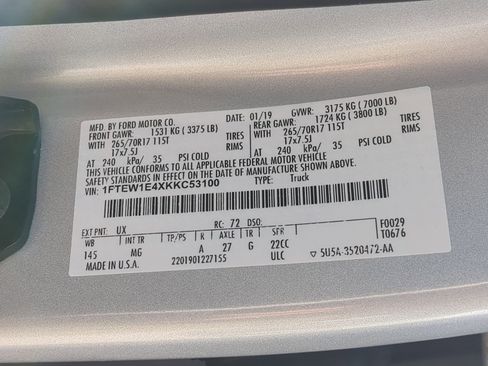 MFD. BY FORD MOTOR CO. DATE: 01/19 GVWR: 3175 KG ( 7000 LB)
FRONT GAWR: 1531 KG ( 3375 LB) REAR GAWR: 1724 KG ( 3800 LB)
WITH 265/70R17 115T TIRES WITH 265/70R17 115T TIRES
17x7.5J RIMS 17x7.5J RIMS
AT 240 kPa/ 35 PSI COLD AT 240 kPa/ 35 PSI COLD
THIS VEHICLE CONFORMS TO ALL APPLICABLE FEDERAL MOTOR VEHICLE
SAFETY STANDARDS IN EFFECT ON THE DATE OF MANUFACTURE SHOWN ABOVE.
VIN: 1FTEW1E4XKKC53100 TYPE: Truck
EXT PNT: UX RC: 72 DSO: F0029
WB INT TR TP/PS R AXLE TR SPR T0676
145 MG A 27 G 22CC
MADE IN U.S.A. 2201901227155 ULC ▽ 5U5A-3520472-AA